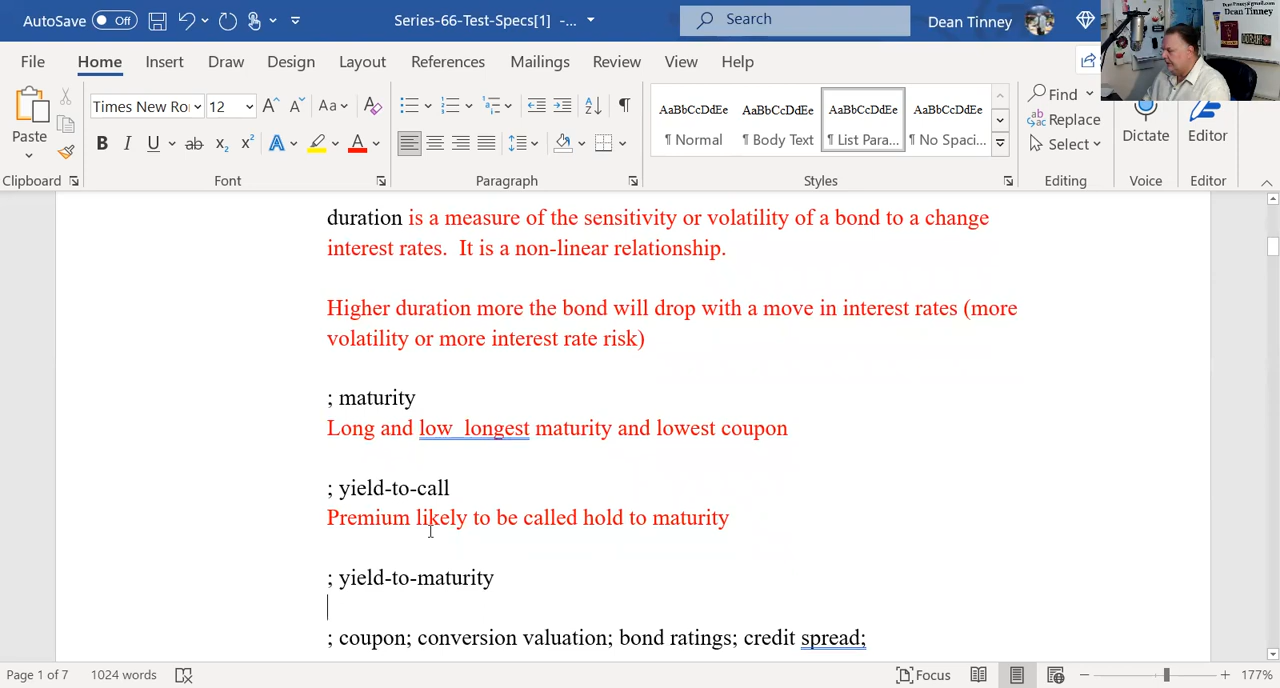 AutoSave Off Series-66-Test-Specs[1] -... Search Dean Tinney
DeanTinney@gmail.com
Dean Tinney
File Home Insert Draw Design Layout References Mailings Review View Help
Paste Times New Ro 12 Aa AaBbCcDdEe AaBbCcDdEe AaBbCcDdEe AaBbCcDdEe Find
¶ Normal ¶ Body Text ¶ List Para... ¶ No Spaci... Replace
Select Dictate Editor
Clipboard Font Paragraph Styles Editing Voice Editor
duration is a measure of the sensitivity or volatility of a bond to a change
interest rates. It is a non-linear relationship.
Higher duration more the bond will drop with a move in interest rates (more
volatility or more interest rate risk)
; maturity
Long and low longest maturity and lowest coupon
; yield-to-call
Premium likely to be called hold to maturity
; yield-to-maturity
; coupon; conversion valuation; bond ratings; credit spread;
Page 1 of 7 1024 words Focus 177%